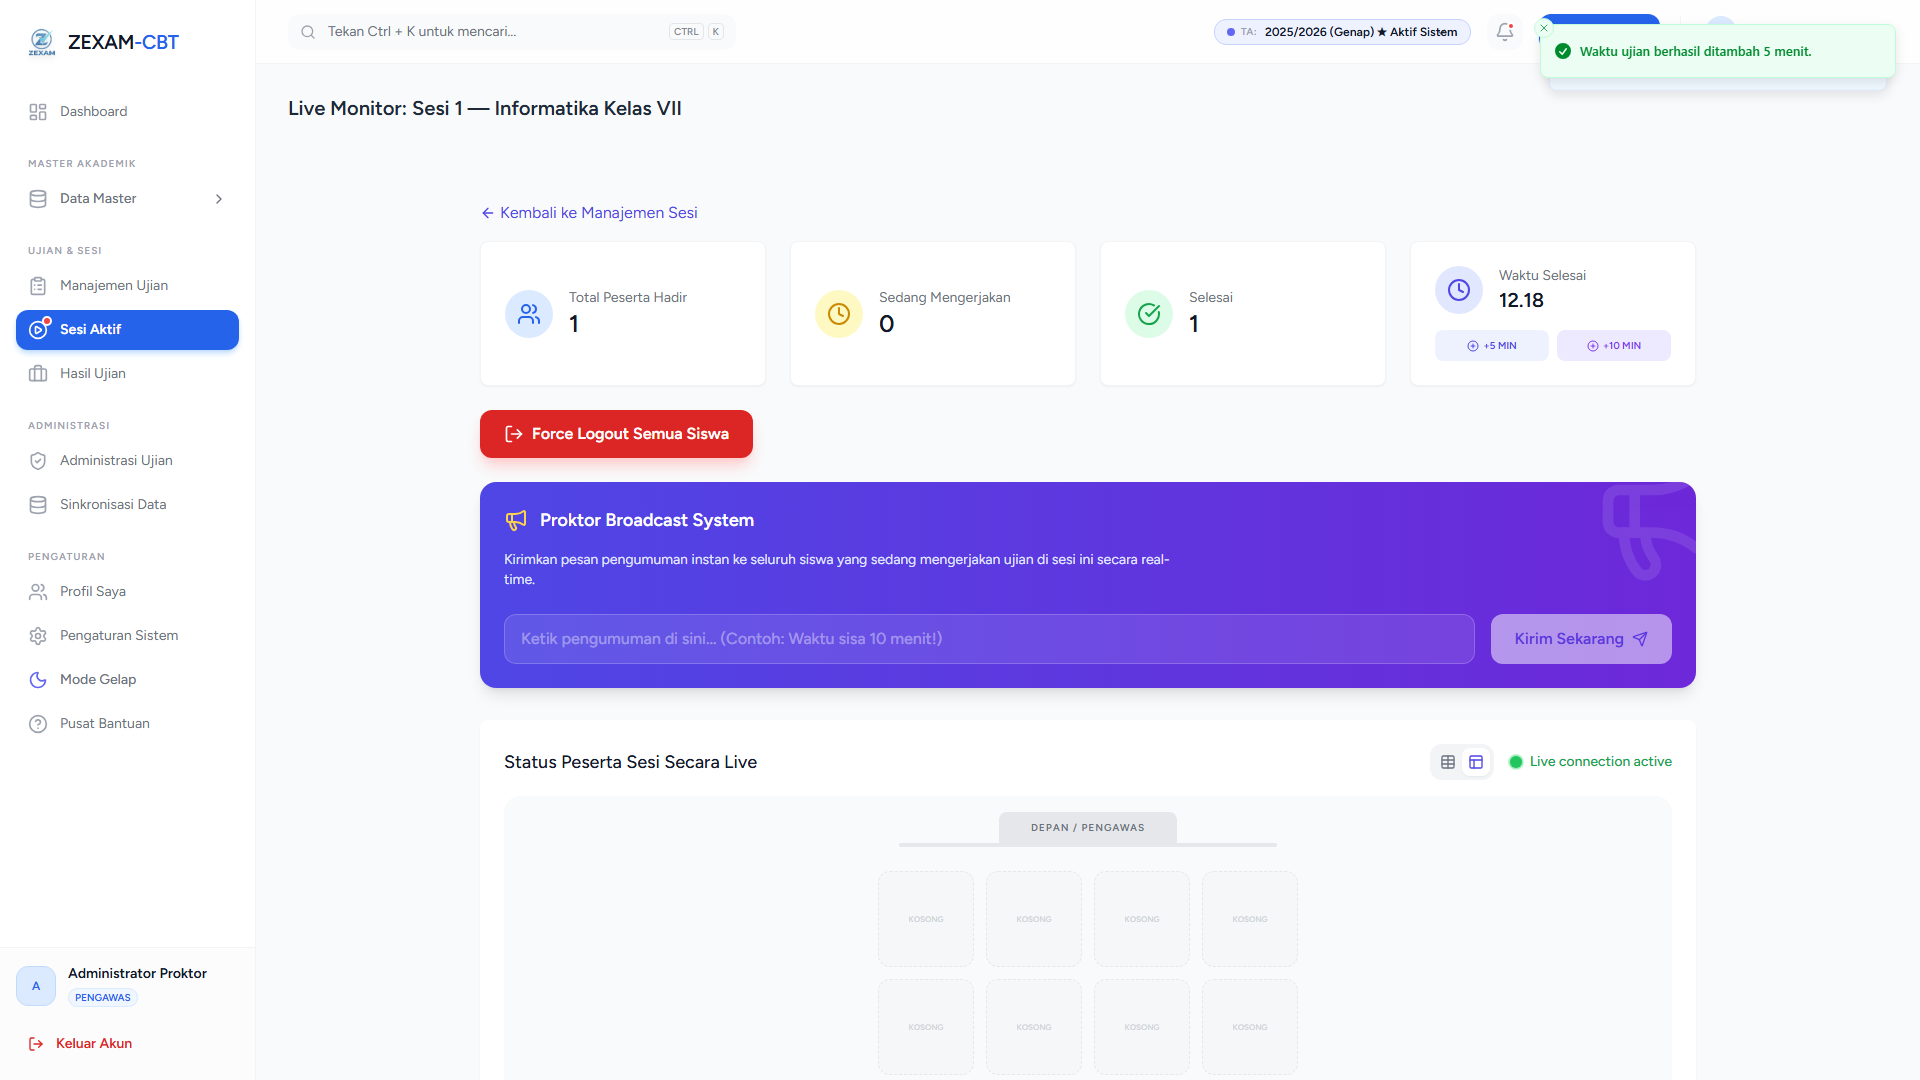 ZEXAM
ZEXAM-CBT
Tekan Ctrl + K untuk mencari...
CTRL
K
TA: 2025/2026 (Genap) ★ Aktif Sistem
Waktu ujian berhasil ditambah 5 menit.
Dashboard
MASTER AKADEMIK
Data Master
UJIAN & SESI
Manajemen Ujian
Sesi Aktif
Hasil Ujian
ADMINISTRASI
Administrasi Ujian
Sinkronisasi Data
PENGATURAN
Profil Saya
Pengaturan Sistem
Mode Gelap
Pusat Bantuan
A
Administrator Proktor
PENGAWAS
Keluar Akun
Live Monitor: Sesi 1 — Informatika Kelas VII
Kembali ke Manajemen Sesi
Total Peserta Hadir
1
Sedang Mengerjakan
0
Selesai
1
Waktu Selesai
12.18
+5 MIN
+10 MIN
Force Logout Semua Siswa
Proktor Broadcast System
Kirimkan pesan pengumuman instan ke seluruh siswa yang sedang mengerjakan ujian di sesi ini secara real-
time.
Ketik pengumuman di sini... (Contoh: Waktu sisa 10 menit!)
Kirim Sekarang
Status Peserta Sesi Secara Live
Live connection active
DEPAN / PENGAWAS
KOSONG
KOSONG
KOSONG
KOSONG
KOSONG
KOSONG
KOSONG
KOSONG